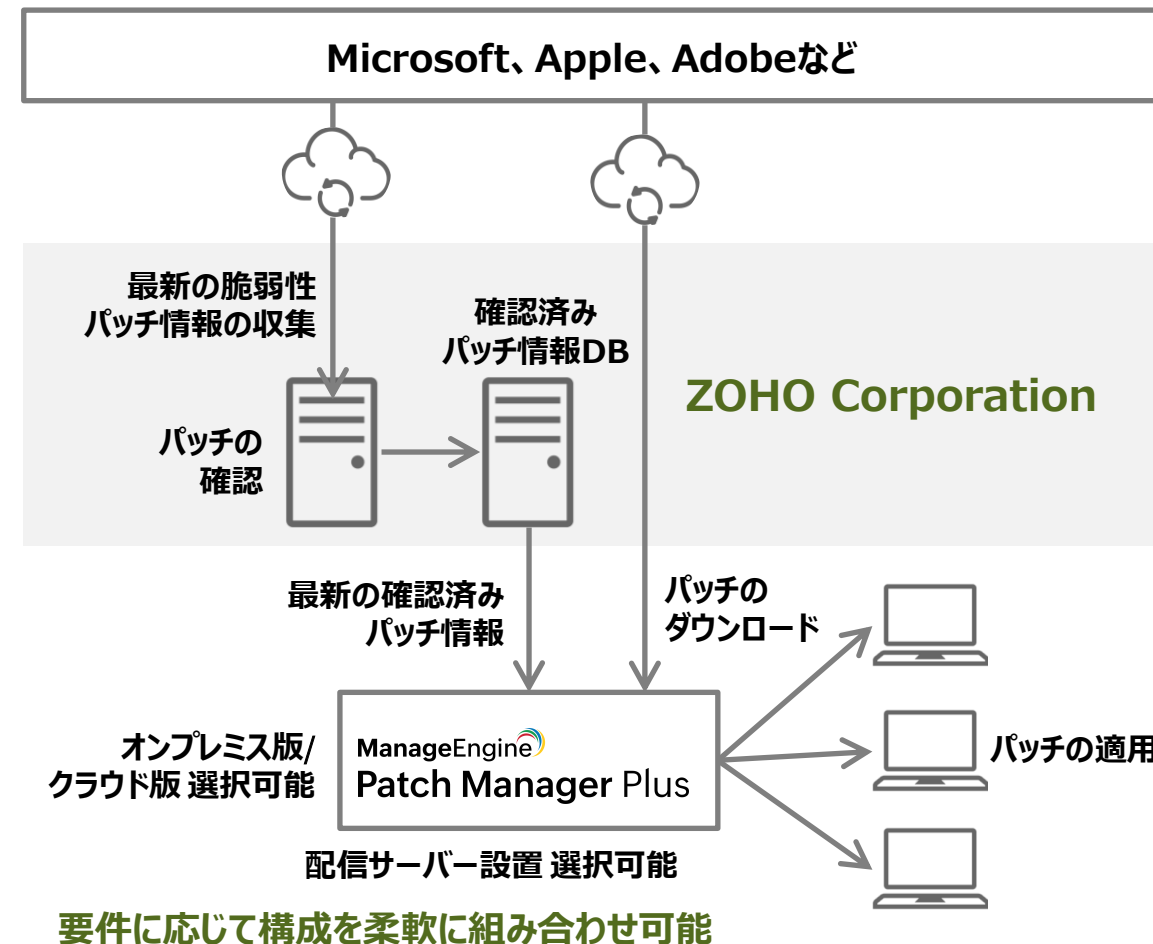 Microsoft、Apple、Adobeなど
最新の脆弱性
パッチ情報の収集
確認済み
パッチ情報DB
ZOHO Corporation
パッチの
確認
最新の確認済み
パッチ情報
パッチの
ダウンロード
オンプレミス版/
クラウド版 選択可能
ManageEngine
Patch Manager Plus
パッチの適用
配信サーバー設置 選択可能
要件に応じて構成を柔軟に組み合わせ可能